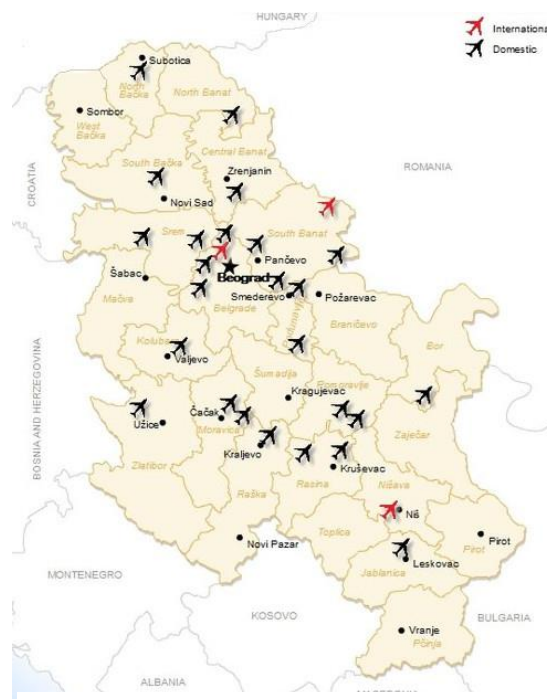 HUNGARY
International
Domestic
Subotica
North
Bačka
North Banat
Sombor
West
Bačka
Central Banat
South Bačka
Zrenjanin
ROMANIA
CROATIA
Novi Sad
Srem
South Banat
Pančevo
Šabac
Beograd
Smederevo
Požarevac
Mačva
Belgrade
Braničevo
Bor
Valjevo
Šumadija
BOSNIA AND HERZEGOVINA
Kragujevac
Pomoravlje
Čačak
Užice
Moravica
Zaječar
Kraljevo
Zlatibor
Kruševac
Raška
Rasina
Nišava
Niš
Toplica
Pirot
Novi Pazar
Pirot
Leskovac
Jablanica
MONTENEGRO
KOSOVO
BULGARIA
Vranje
Pčinja
ALBANIA